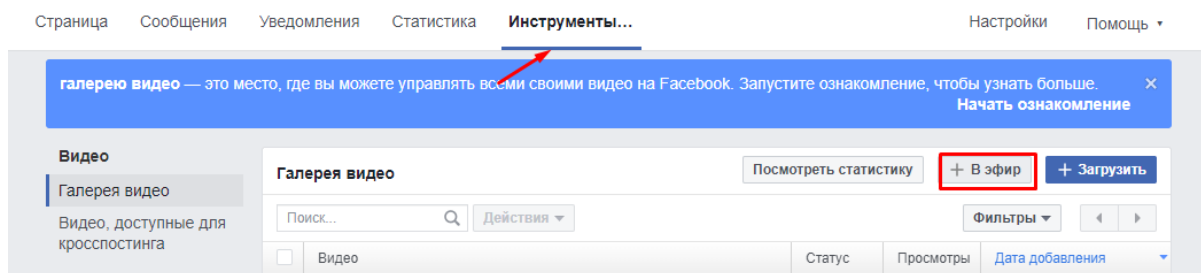 Страница Сообщения Уведомления Статистика Инструменты... Настройки Помощь
галерею видео — это место, где вы можете управлять всеми своими видео на Facebook. Запустите ознакомление, чтобы узнать больше.
Начать ознакомление
Видео
Галерея видео
Видео, доступные для
кросспостинга
Галерея видео Посмотреть статистику + В эфир + Загрузить
Поиск... Действия Фильтры
Видео Статус Просмотры Дата добавления